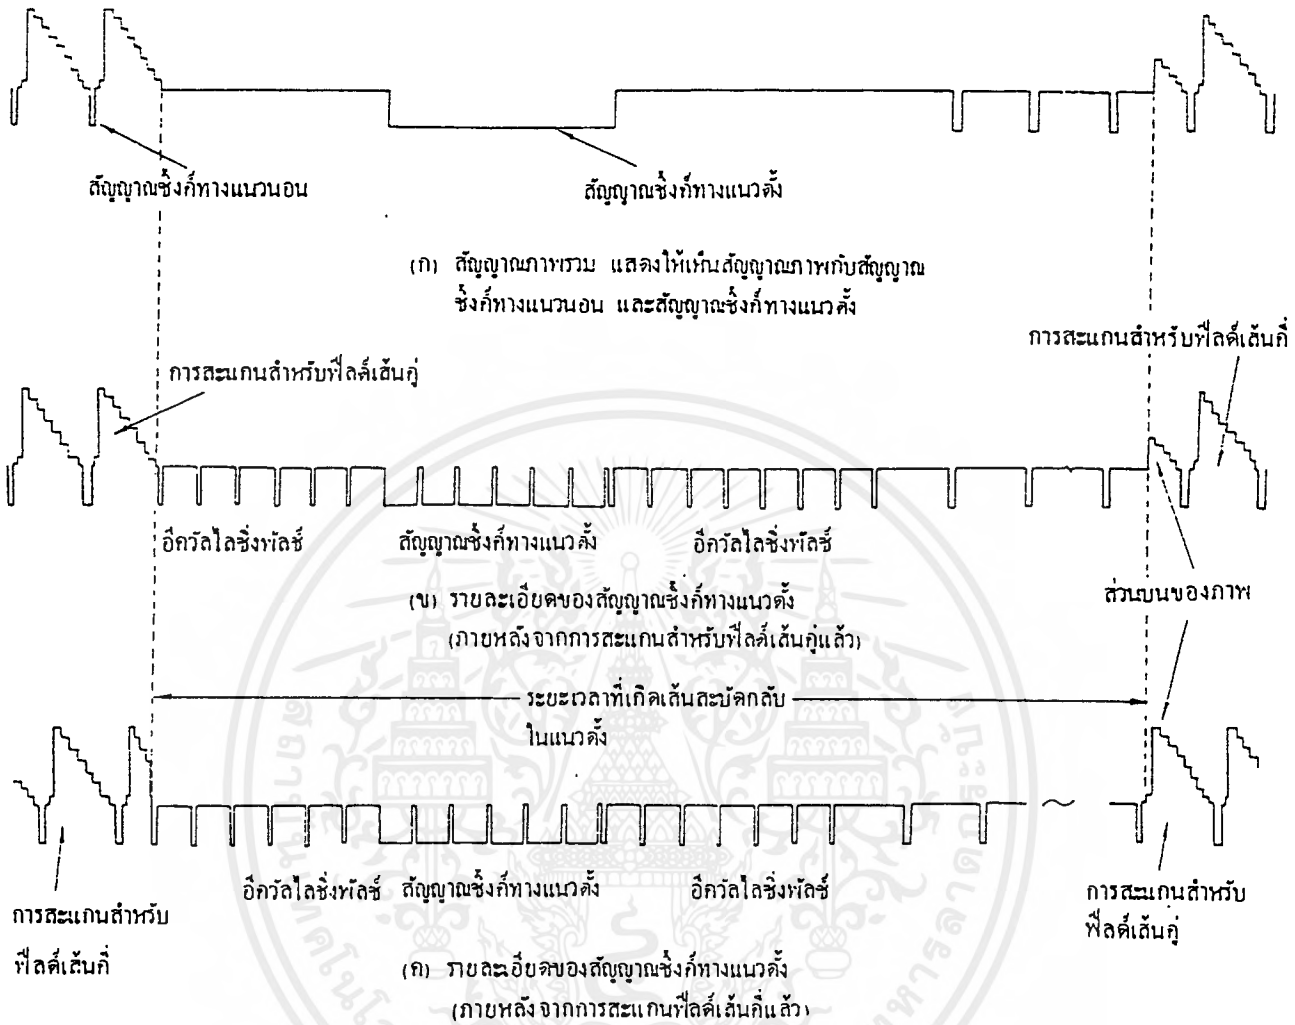 สัญญาณซิ้งก์ทางแนวนอน
สัญญาณซิ้งก์ทางแนวตั้ง
(ก) สัญญาณภาพรวม แสดงให้เห็นสัญญาณภาพกับสัญญาณ
ซิ้งก์ทางแนวนอน และสัญญาณซิ้งก์ทางแนวตั้ง
การสะแกนสำหรับฟีลด์เส้นคี่
การสะแกนสำหรับฟีลด์เส้นคู่
อีควัลไลซิ่งพัลซ์
สัญญาณซิ้งก์ทางแนวตั้ง
อีควัลไลซิ่งพัลซ์
(ข) รายละเอียดของสัญญาณซิ้งก์ทางแนวตั้ง
(ภายหลังจากการสะแกนสำหรับฟีลด์เส้นคู่แล้ว)
ส่วนบนของภาพ
ระยะเวลาที่เกิดเส้นสะบัดกลับ
ในแนวตั้ง
อีควัลไลซิ่งพัลซ์
สัญญาณซิ้งก์ทางแนวตั้ง
อีควัลไลซิ่งพัลซ์
การสะแกนสำหรับ
ฟีลด์เส้นคี่
การสะแกนสำหรับ
ฟีลด์เส้นคู่
(ค) รายละเอียดของสัญญาณซิ้งก์ทางแนวตั้ง
(ภายหลังจากการสะแกนฟีลด์เส้นคี่แล้ว)